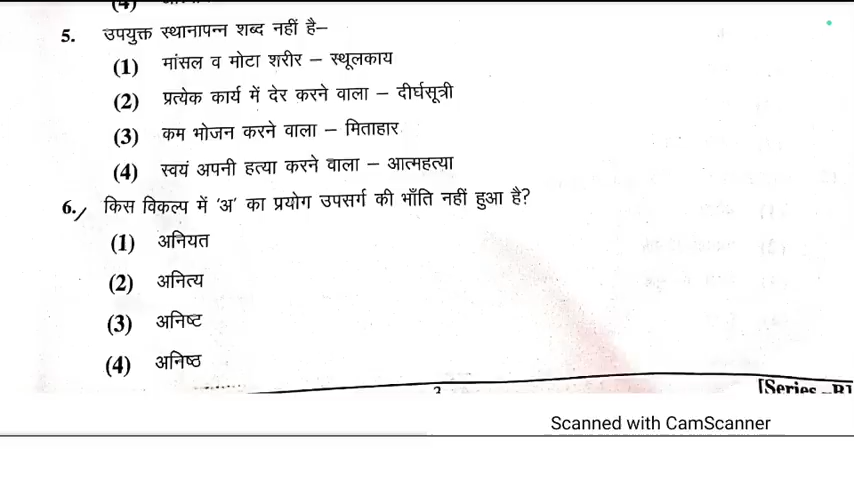 (4)
5. उपयुक्त स्थानापन्न शब्द नहीं है–
(1) मांसल व मोटा शरीर – स्थूलकाय
(2) प्रत्येक कार्य में देर करने वाला – दीर्घसूत्री
(3) कम भोजन करने वाला – मिताहार
(4) स्वयं अपनी हत्या करने वाला – आत्महत्या
6. किस विकल्प में 'अ' का प्रयोग उपसर्ग की भाँति नहीं हुआ है?
(1) अनियत
(2) अनित्य
(3) अनिष्ट
(4) अनिष्ठ
3 [Series –B]
Scanned with CamScanner